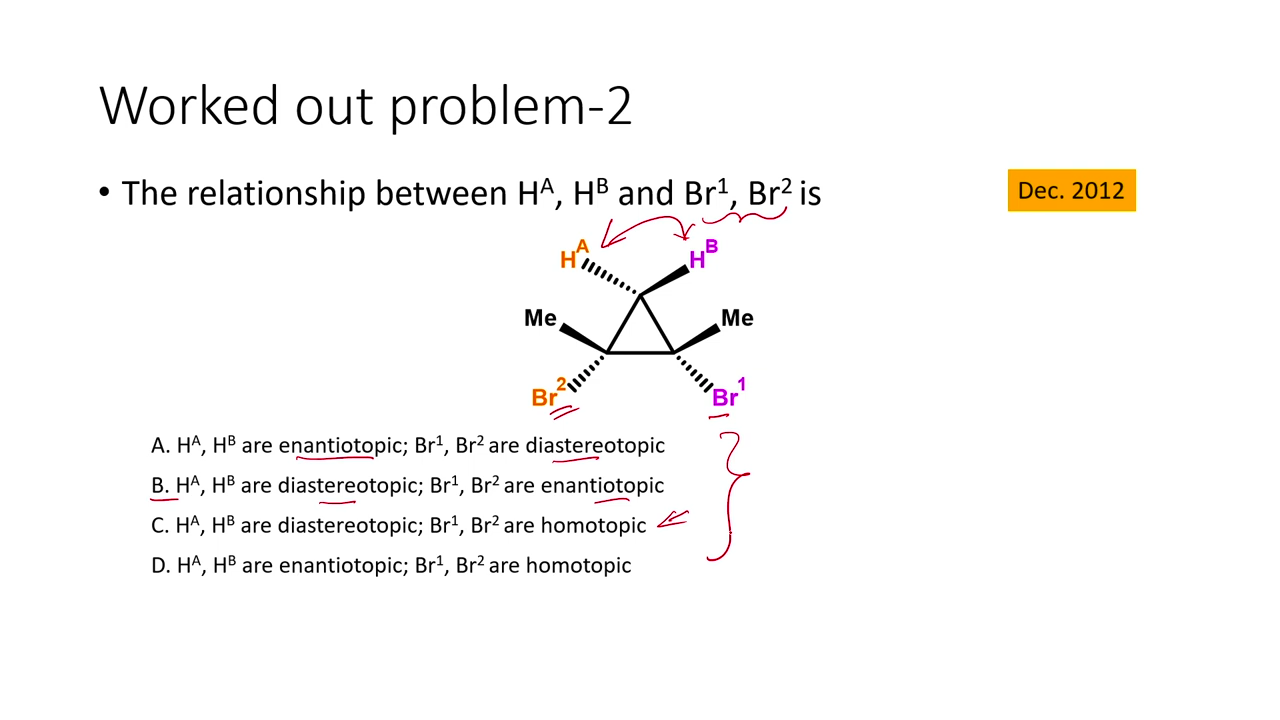 Worked out problem-2
• The relationship between Hᴬ, Hᴮ and Br¹, Br² is
Dec. 2012
Hᴬ
Hᴮ
Me
Me
Br²
Br¹
A. Hᴬ, Hᴮ are enantiotopic; Br¹, Br² are diastereotopic
B. Hᴬ, Hᴮ are diastereotopic; Br¹, Br² are enantiotopic
C. Hᴬ, Hᴮ are diastereotopic; Br¹, Br² are homotopic
D. Hᴬ, Hᴮ are enantiotopic; Br¹, Br² are homotopic